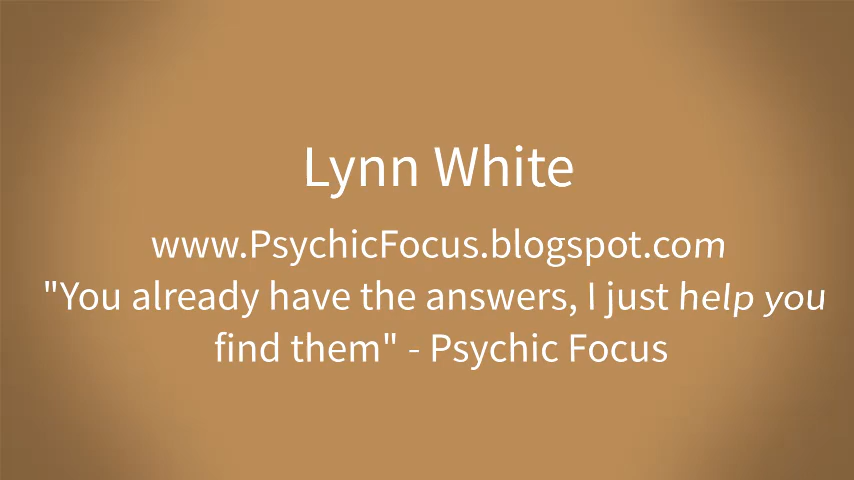 Lynn White
www.PsychicFocus.blogspot.com
"You already have the answers, I just help you
find them" - Psychic Focus